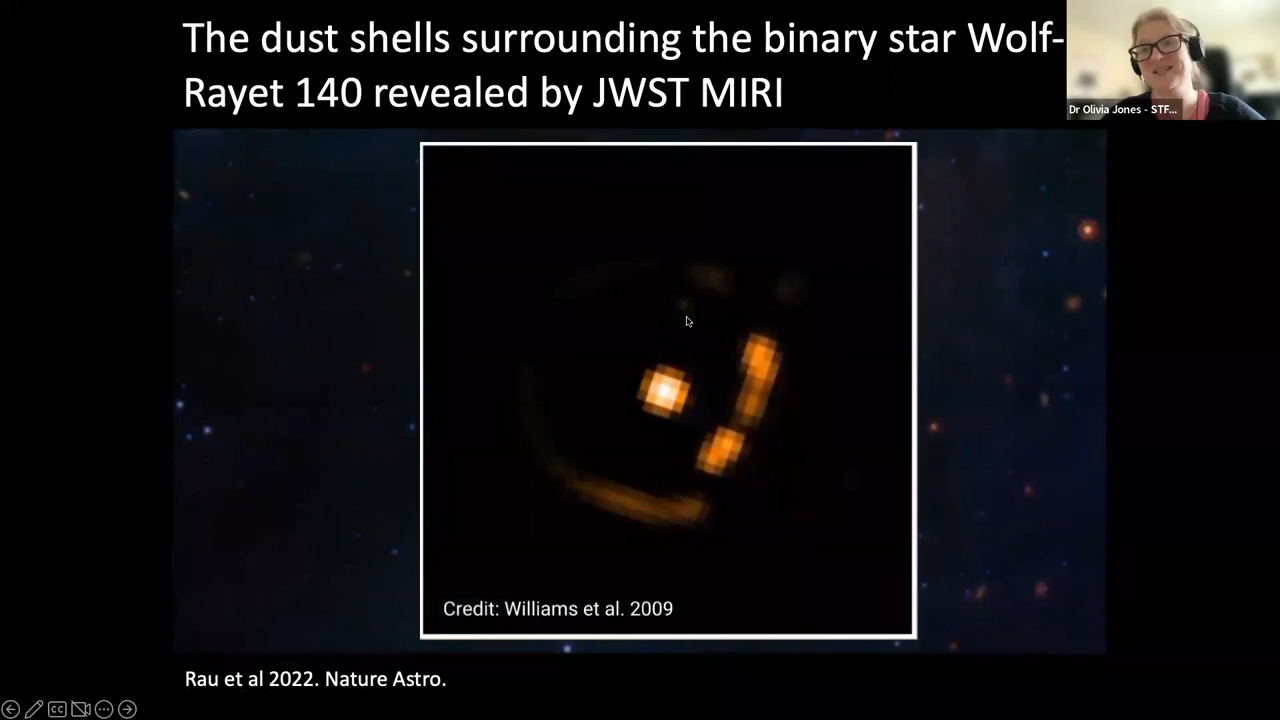 The dust shells surrounding the binary star Wolf-
Rayet 140 revealed by JWST MIRI
Dr Olivia Jones - STF...
Credit: Williams et al. 2009
Rau et al 2022. Nature Astro.
CC